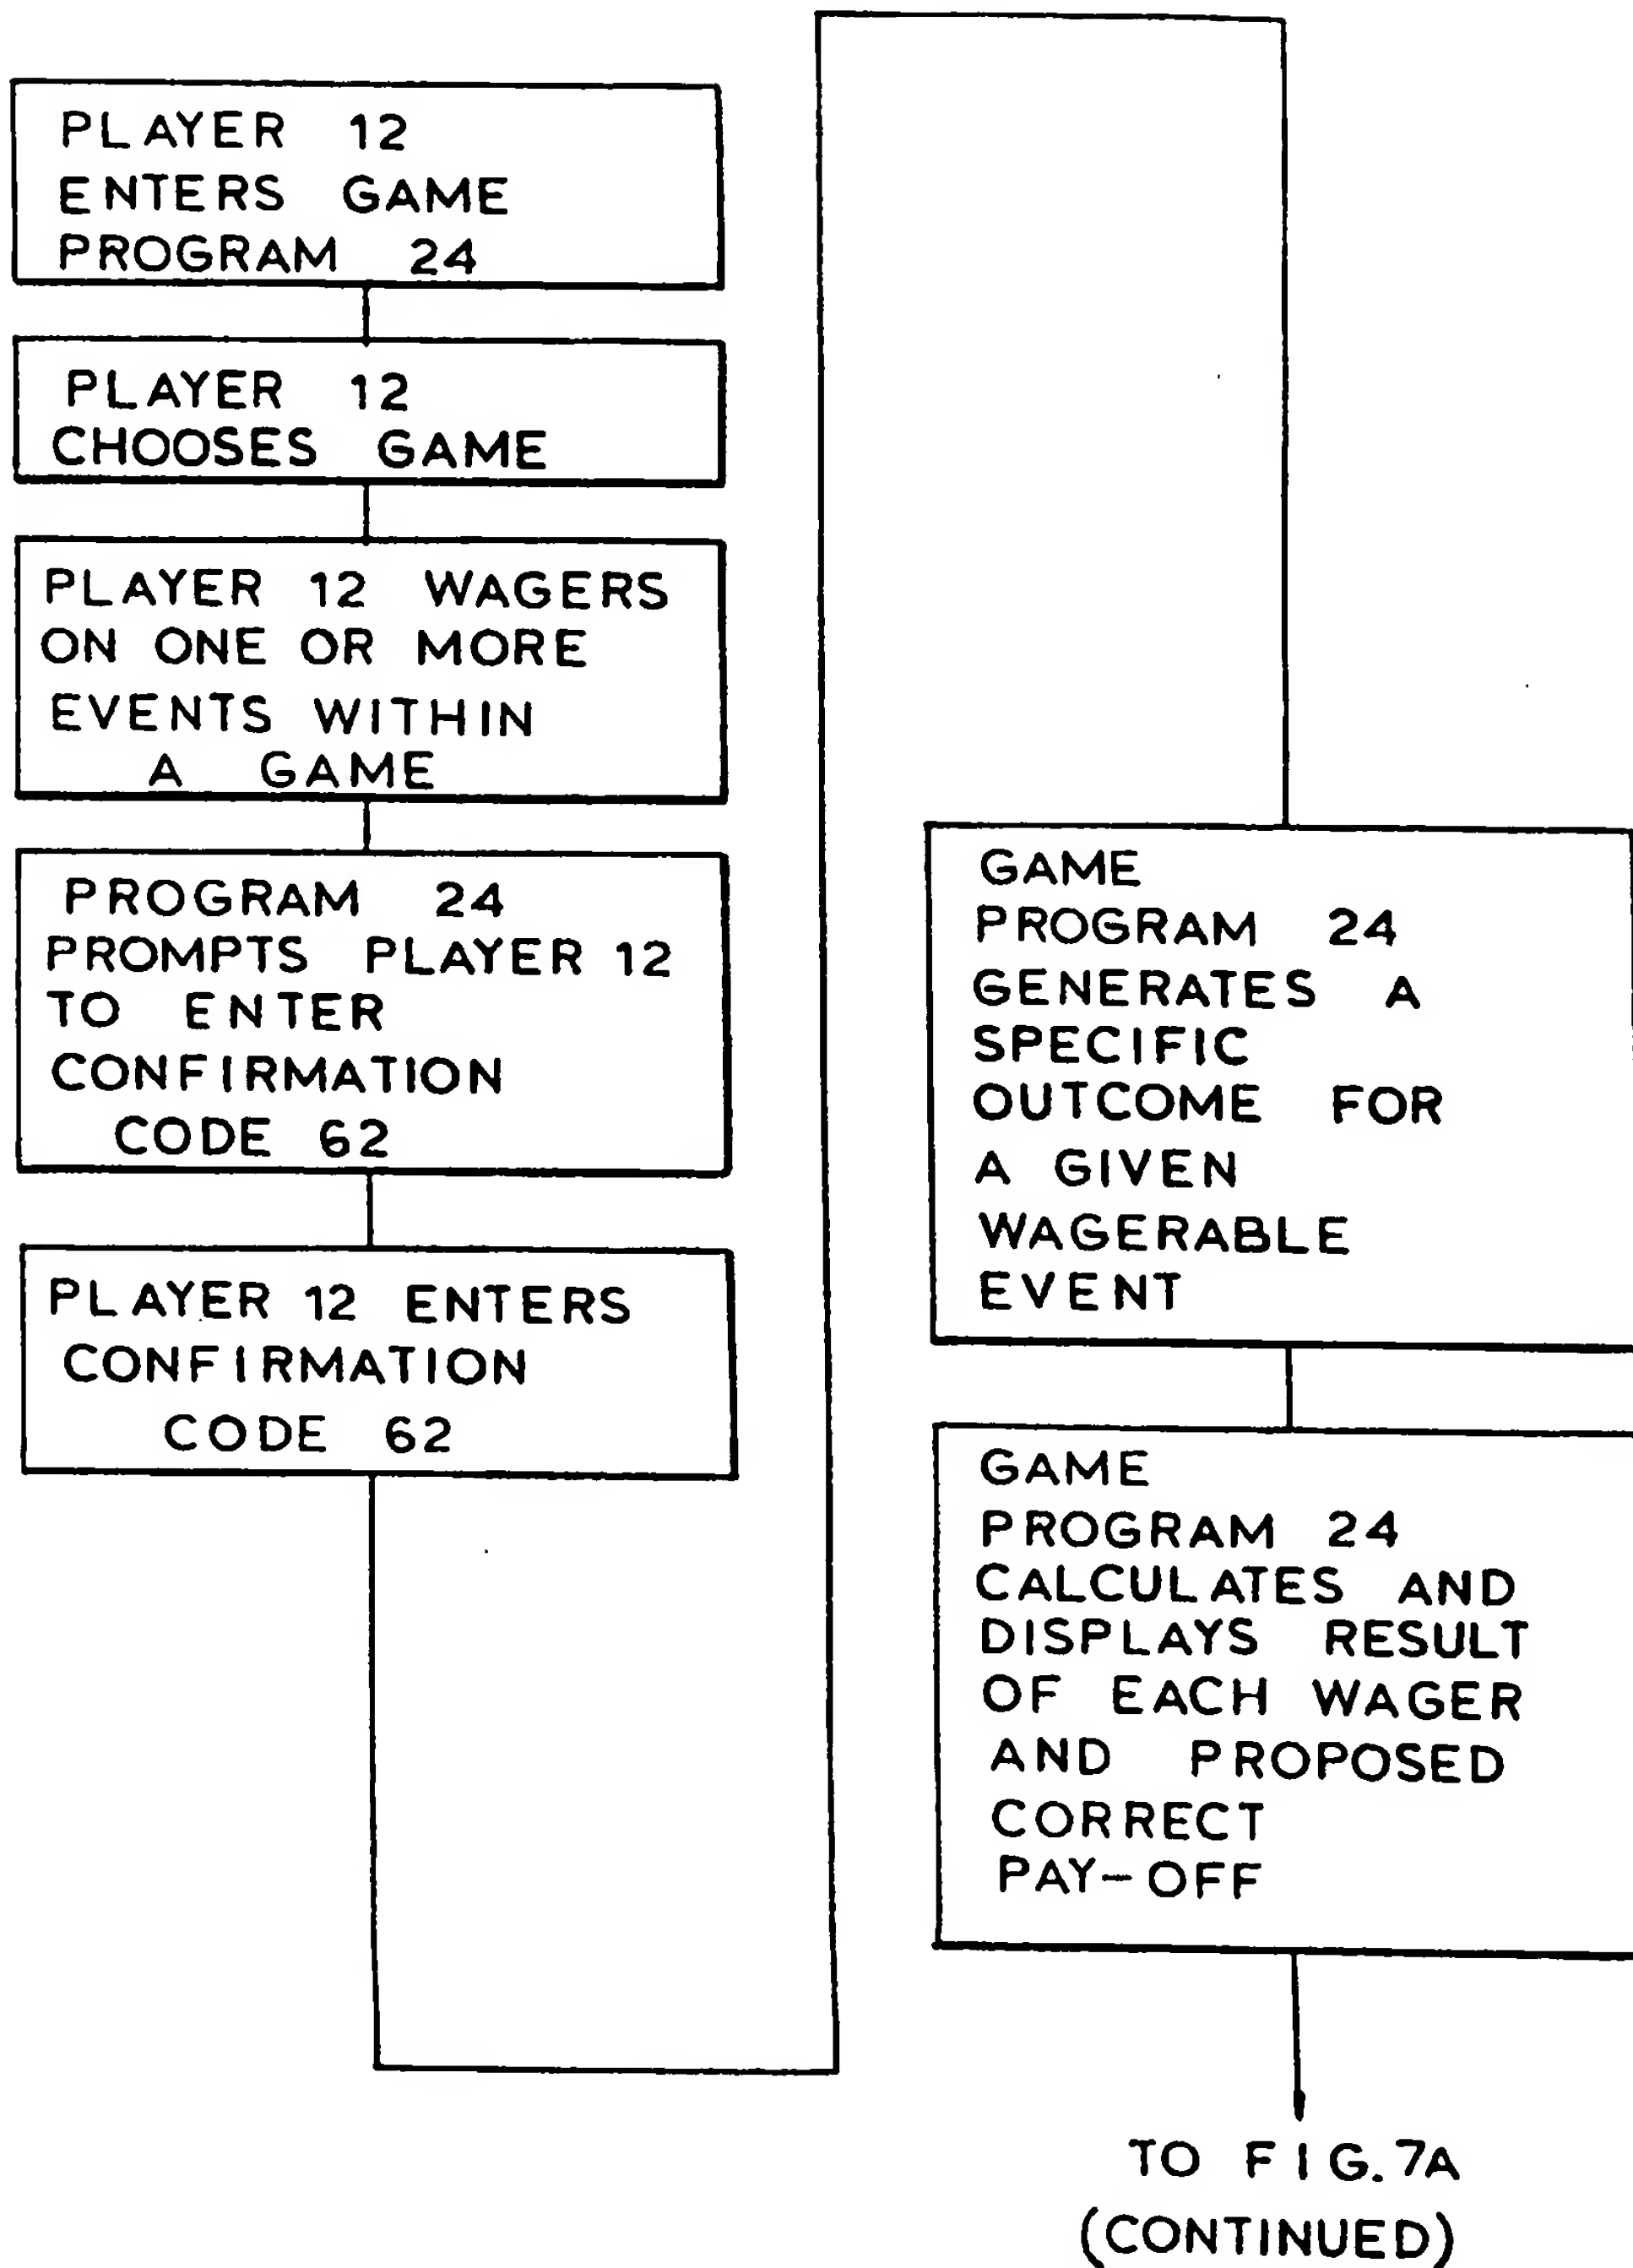 PLAYER 12
ENTERS GAME
PROGRAM 24
PLAYER 12
CHOOSES GAME
PLAYER 12 WAGERS
ON ONE OR MORE
EVENTS WITHIN
A GAME
PROGRAM 24
PROMPTS PLAYER 12
TO ENTER
CONFIRMATION
CODE 62
PLAYER 12 ENTERS
CONFIRMATION
CODE 62
GAME
PROGRAM 24
GENERATES A
SPECIFIC
OUTCOME FOR
A GIVEN
WAGERABLE
EVENT
GAME
PROGRAM 24
CALCULATES AND
DISPLAYS RESULT
OF EACH WAGER
AND PROPOSED
CORRECT
PAY-OFF
TO FIG. 7A
(CONTINUED)